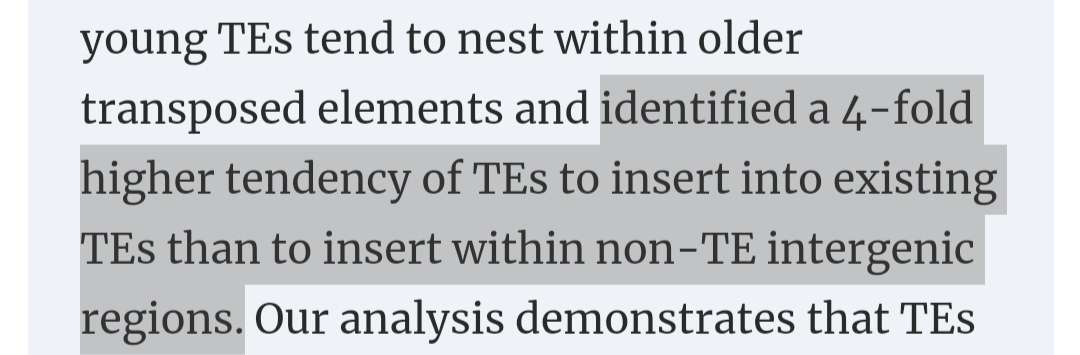 young TEs tend to nest within older
transposed elements and identified a 4-fold
higher tendency of TEs to insert into existing
TEs than to insert within non-TE intergenic
regions. Our analysis demonstrates that TEs